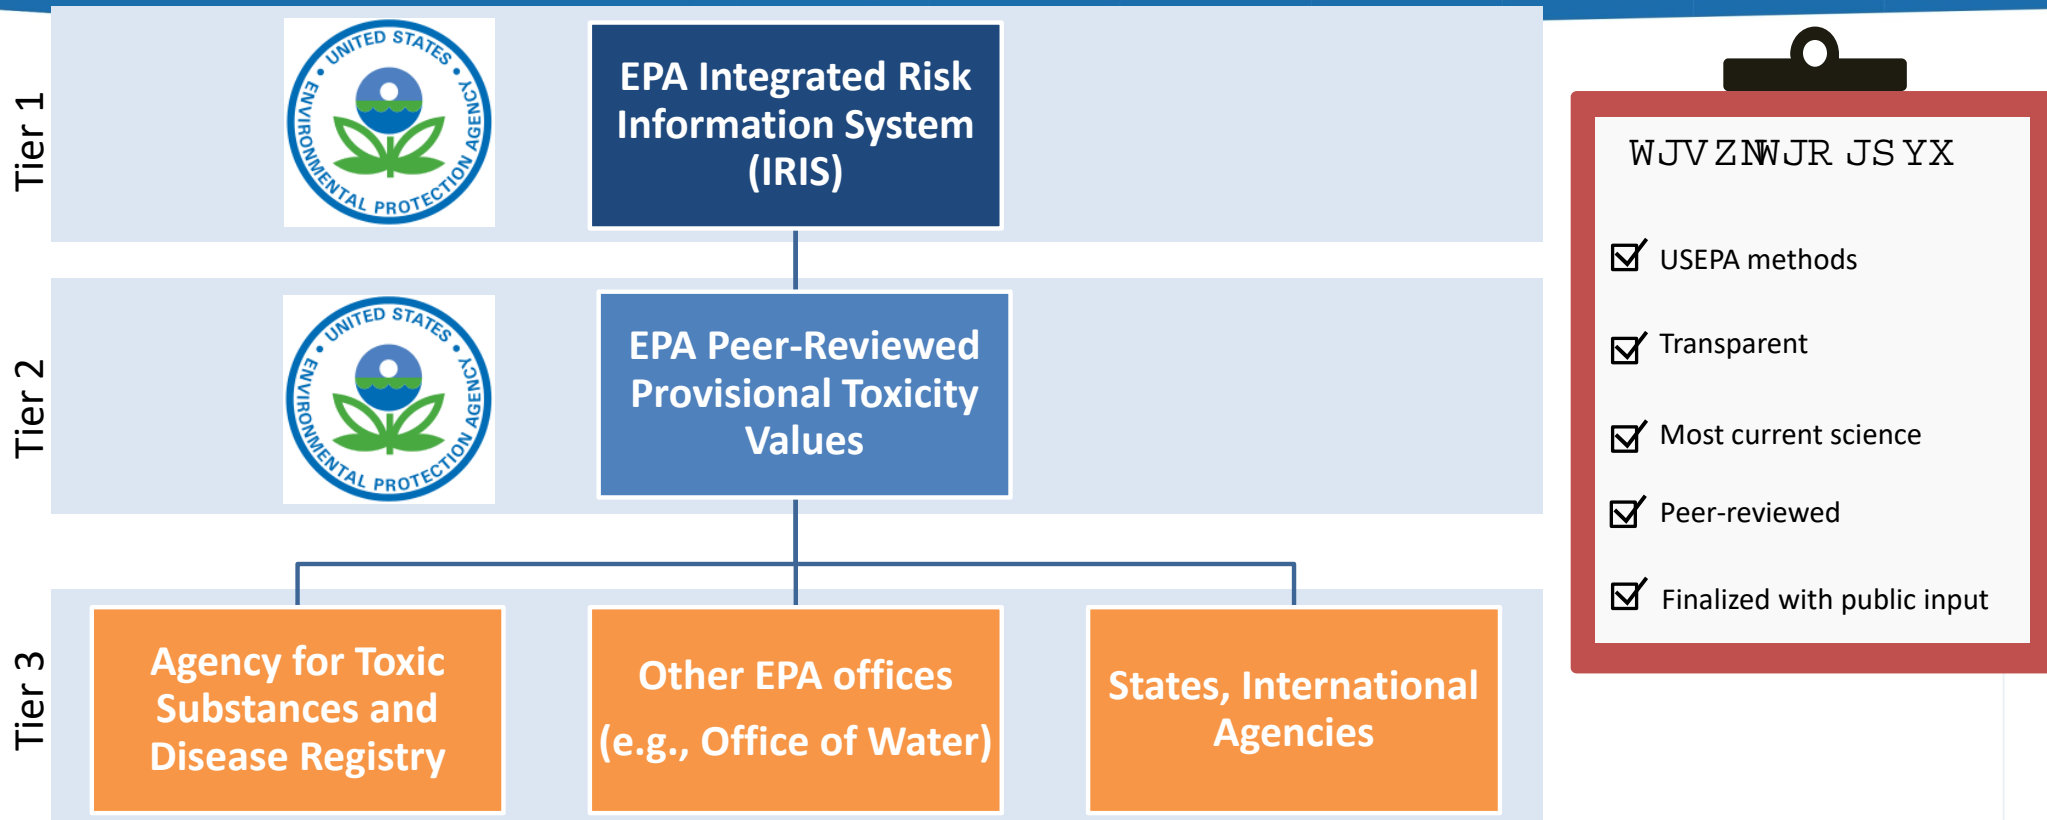 Tier 1
UNITED STATES
ENVIRONMENTAL PROTECTION AGENCY
EPA Integrated Risk
Information System
(IRIS)
Tier 2
UNITED STATES
ENVIRONMENTAL PROTECTION AGENCY
EPA Peer-Reviewed
Provisional Toxicity
Values
Tier 3
Agency for Toxic
Substances and
Disease Registry
Other EPA offices
(e.g., Office of Water)
States, International
Agencies
WJVZNWJRJSYX
USEPA methods
Transparent
Most current science
Peer-reviewed
Finalized with public input